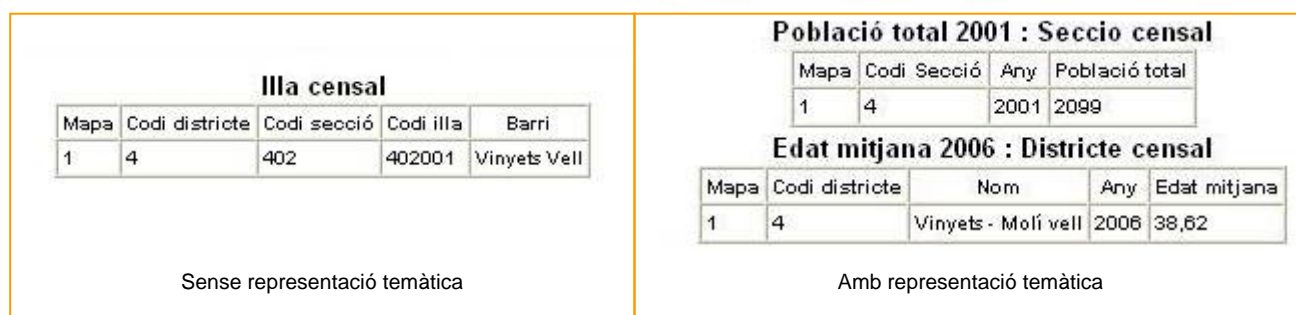 Illa censal
Mapa Codi districte Codi secció Codi illa Barri
1 4 402 402001 Vinyets Vell
Sense representació temàtica
Població total 2001 : Seccio censal
Mapa Codi Secció Any Població total
1 4 2001 2099
Edat mitjana 2006 : Districte censal
Mapa Codi districte Nom Any Edat mitjana
1 4 Vinyets - Molí vell 2006 38,62
Amb representació temàtica